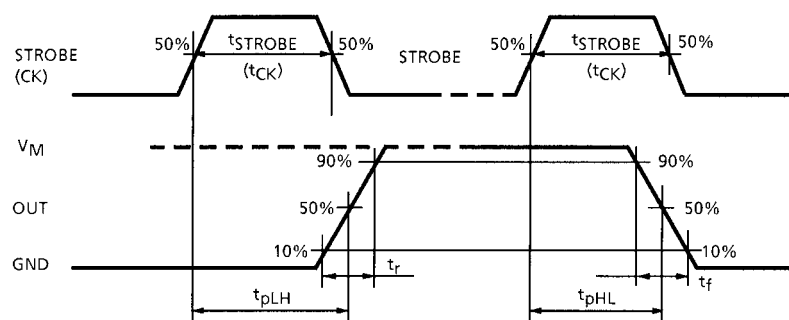 STROBE
(CK)
50%
tSTROBE
(tCK)
50%
STROBE
50%
tSTROBE
(tCK)
50%
VM
90%
90%
OUT
50%
50%
10%
10%
GND
tr
tf
tpLH
tpHL